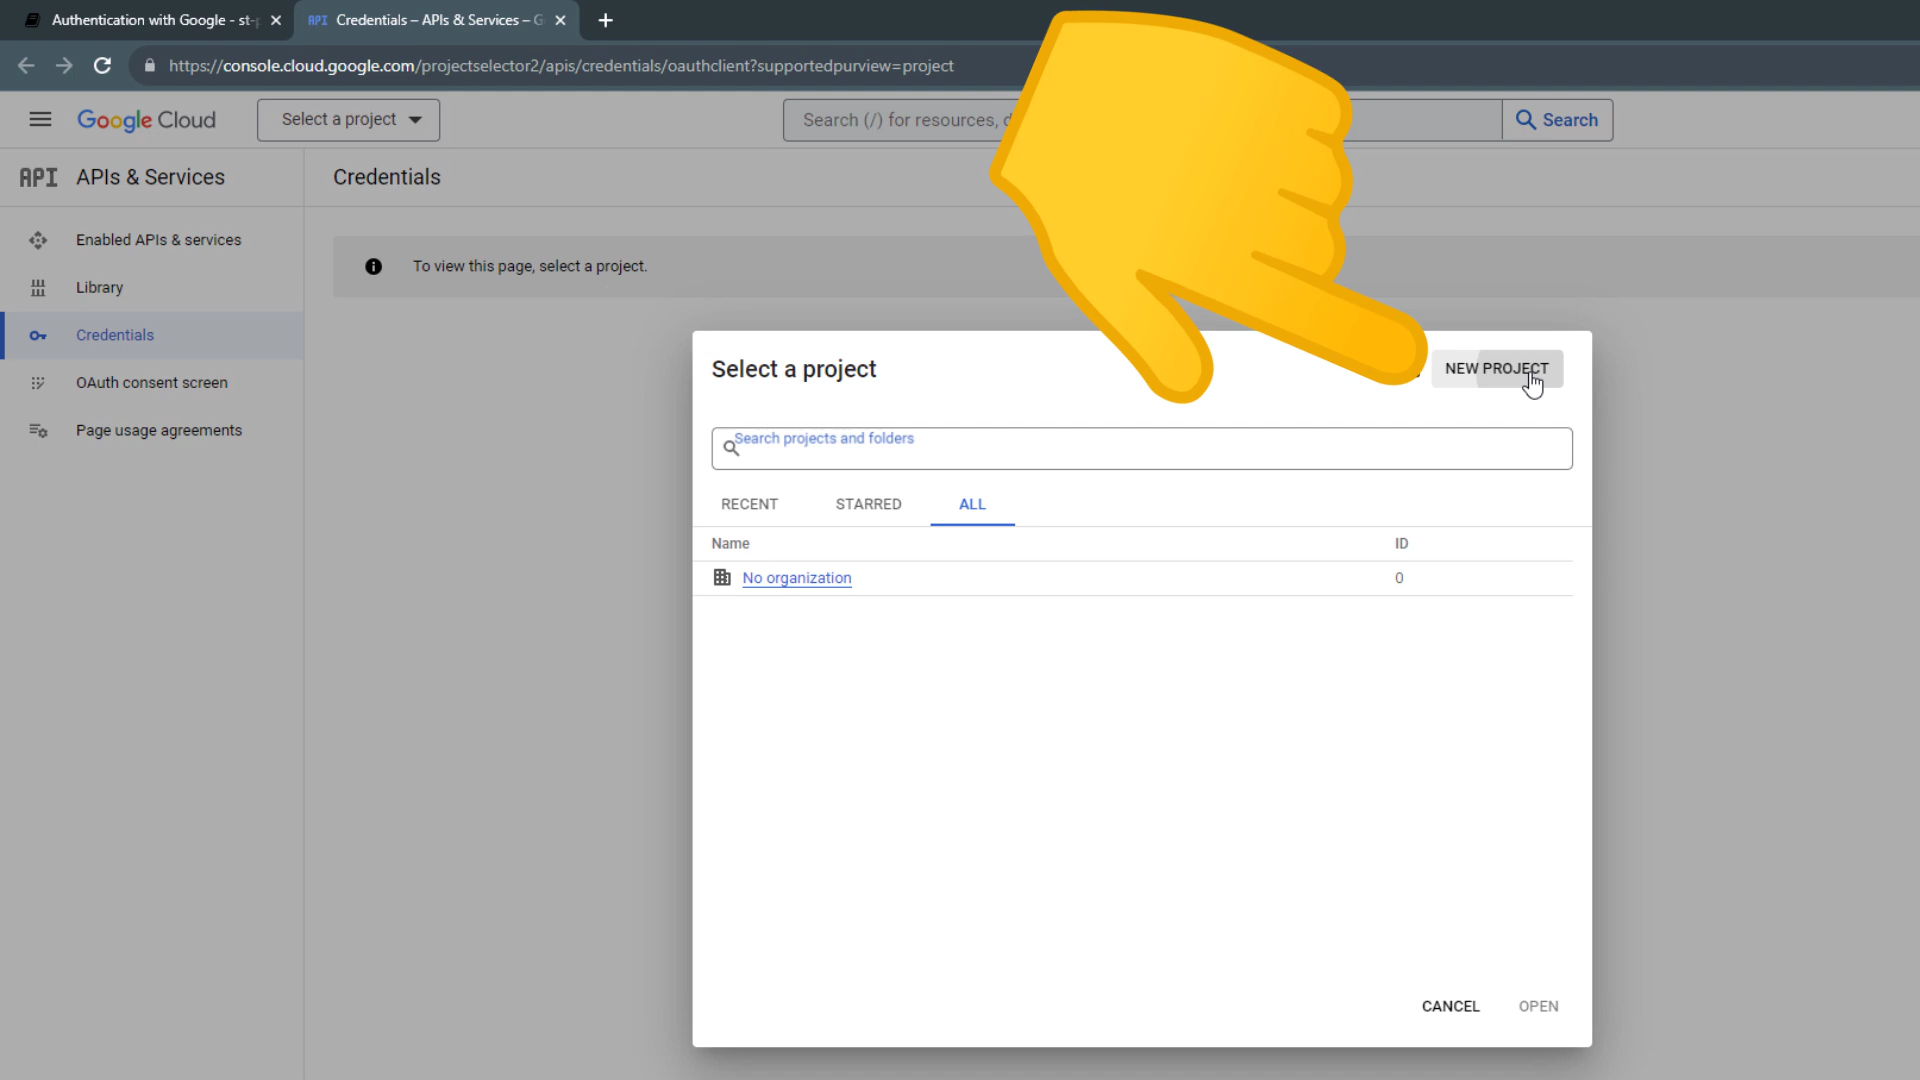 Authentication with Google - st-p
API Credentials – APIs & Services – G
https://console.cloud.google.com/projectselector2/apis/credentials/oauthclient?supportedpurview=project
Google Cloud
Select a project
Search (/) for resources, d
Search
API APIs & Services
Credentials
Enabled APIs & services
To view this page, select a project.
Library
Credentials
OAuth consent screen
Page usage agreements
Select a project
NEW PROJECT
Search projects and folders
RECENT STARRED ALL
Name ID
No organization 0
CANCEL OPEN